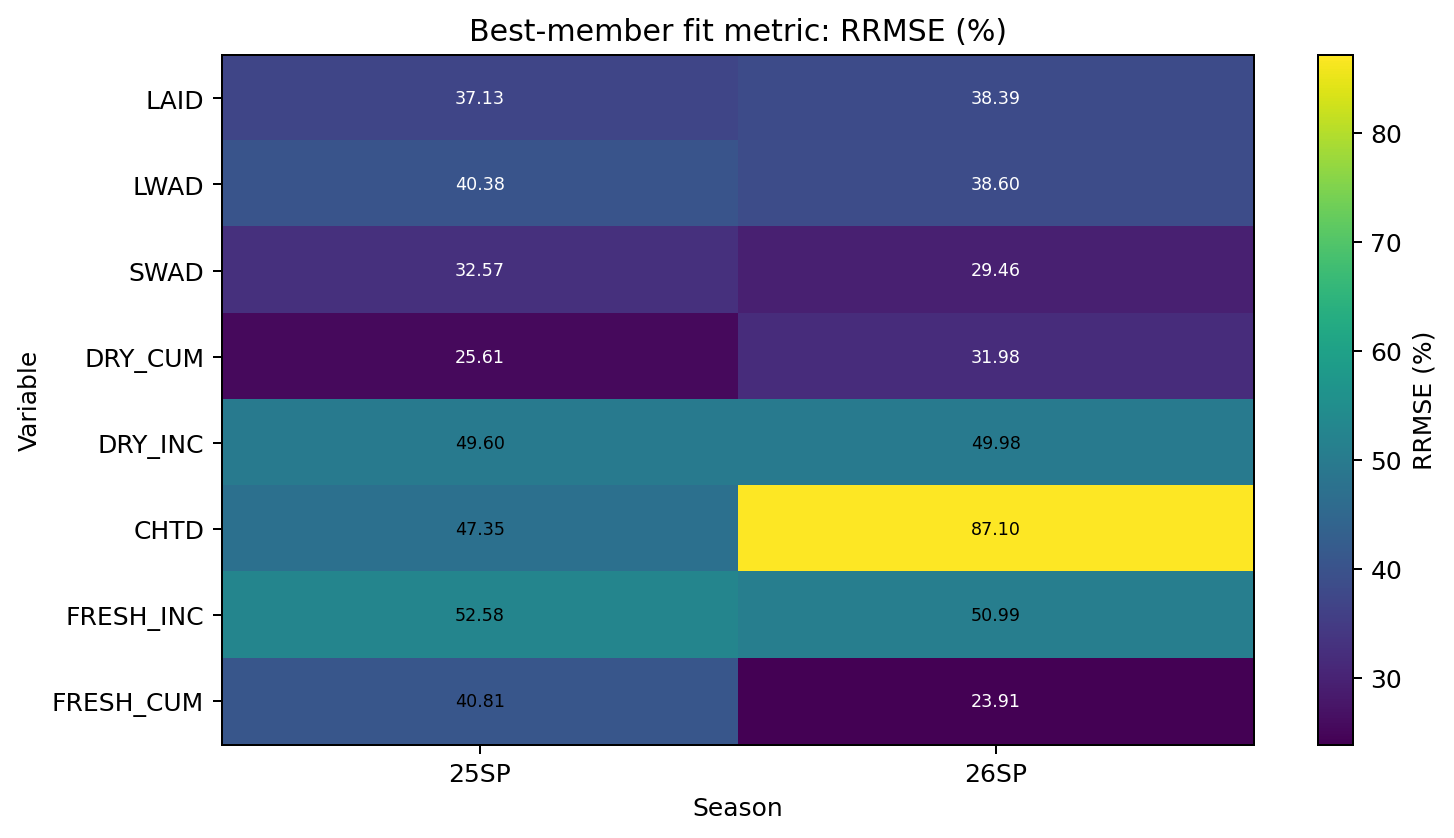 Best-member fit metric: RRMSE (%)
LAID 37.13 38.39
LWAD 40.38 38.60
SWAD 32.57 29.46
DRY_CUM 25.61 31.98
DRY_INC 49.60 49.98
CHTD 47.35 87.10
FRESH_INC 52.58 50.99
FRESH_CUM 40.81 23.91
25SP 26SP
Season
Variable
80
70
60
50
40
30
RRMSE (%)